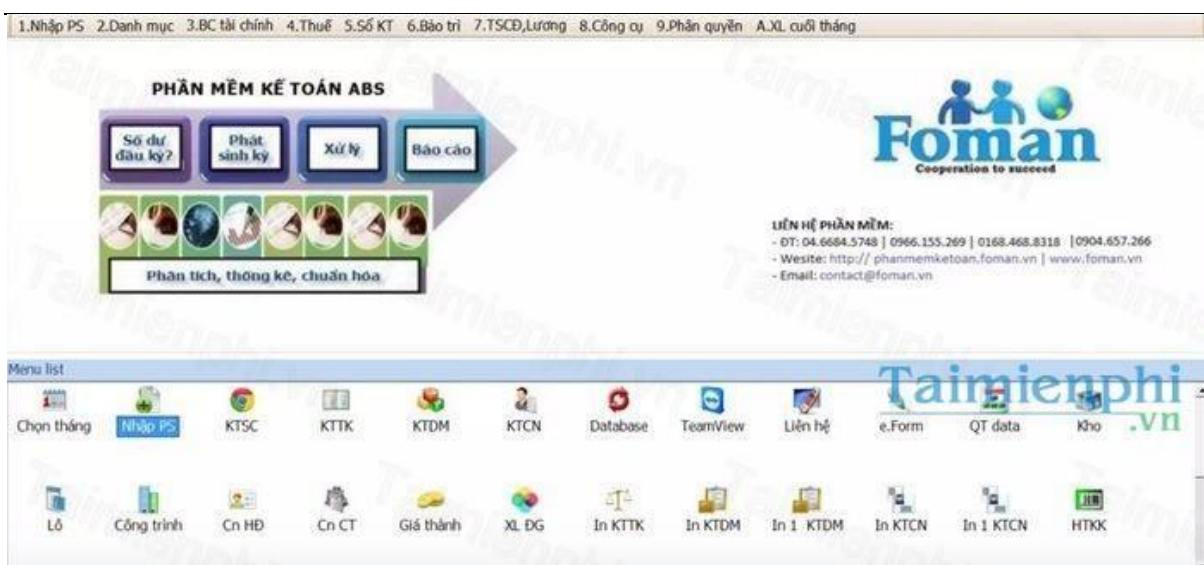 1.Nhập PS 2.Danh mục 3.BC tài chính 4.Thuế 5.Sổ KT 6.Bảo trì 7.TSCĐ,Lương 8.Công cụ 9.Phân quyền A.XL cuối tháng
PHẦN MỀM KẾ TOÁN ABS
Số dư đầu kỳ?
Phát sinh kỳ
Xử lý
Báo cáo
Phân tích, thống kê, chuẩn hóa
Foman
Cooperation to succeed
LIÊN HỆ PHẦN MỀM:
- ĐT: 04.6684.5748 | 0966.155.269 | 0168.468.8318 |0904.657.266
- Wesite: http:// phanmemketoan.foman.vn | www.foman.vn
- Email: contact@foman.vn
Menu list
Taimienphi
.vn
Chọn tháng Nhập PS KTSC KTTK KTDM KTCN Database TeamView Liên hệ e.Form QT data Kho
Lô Công trình Cn HĐ Cn CT Giá thành XL ĐG In KTTK In KTDM In 1 KTDM In KTCN In 1 KTCN HTKK